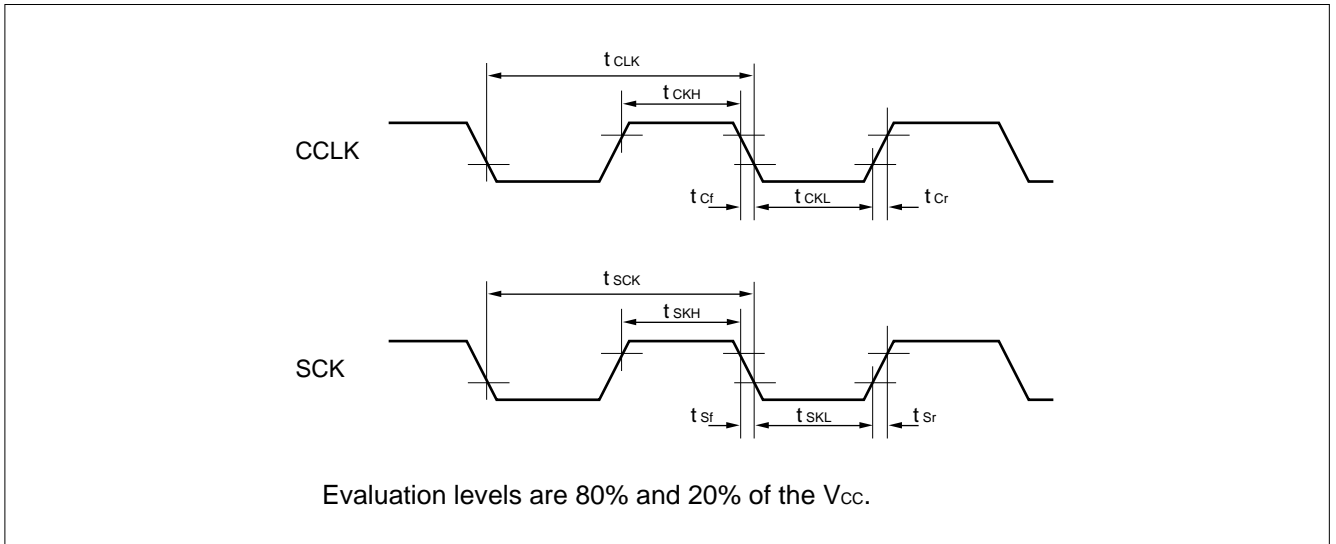 t CLK
t CKH
CCLK
t Cf
t CKL
t Cr
t SCK
t SKH
SCK
t Sf
t SKL
t Sr
Evaluation levels are 80% and 20% of the VCC.